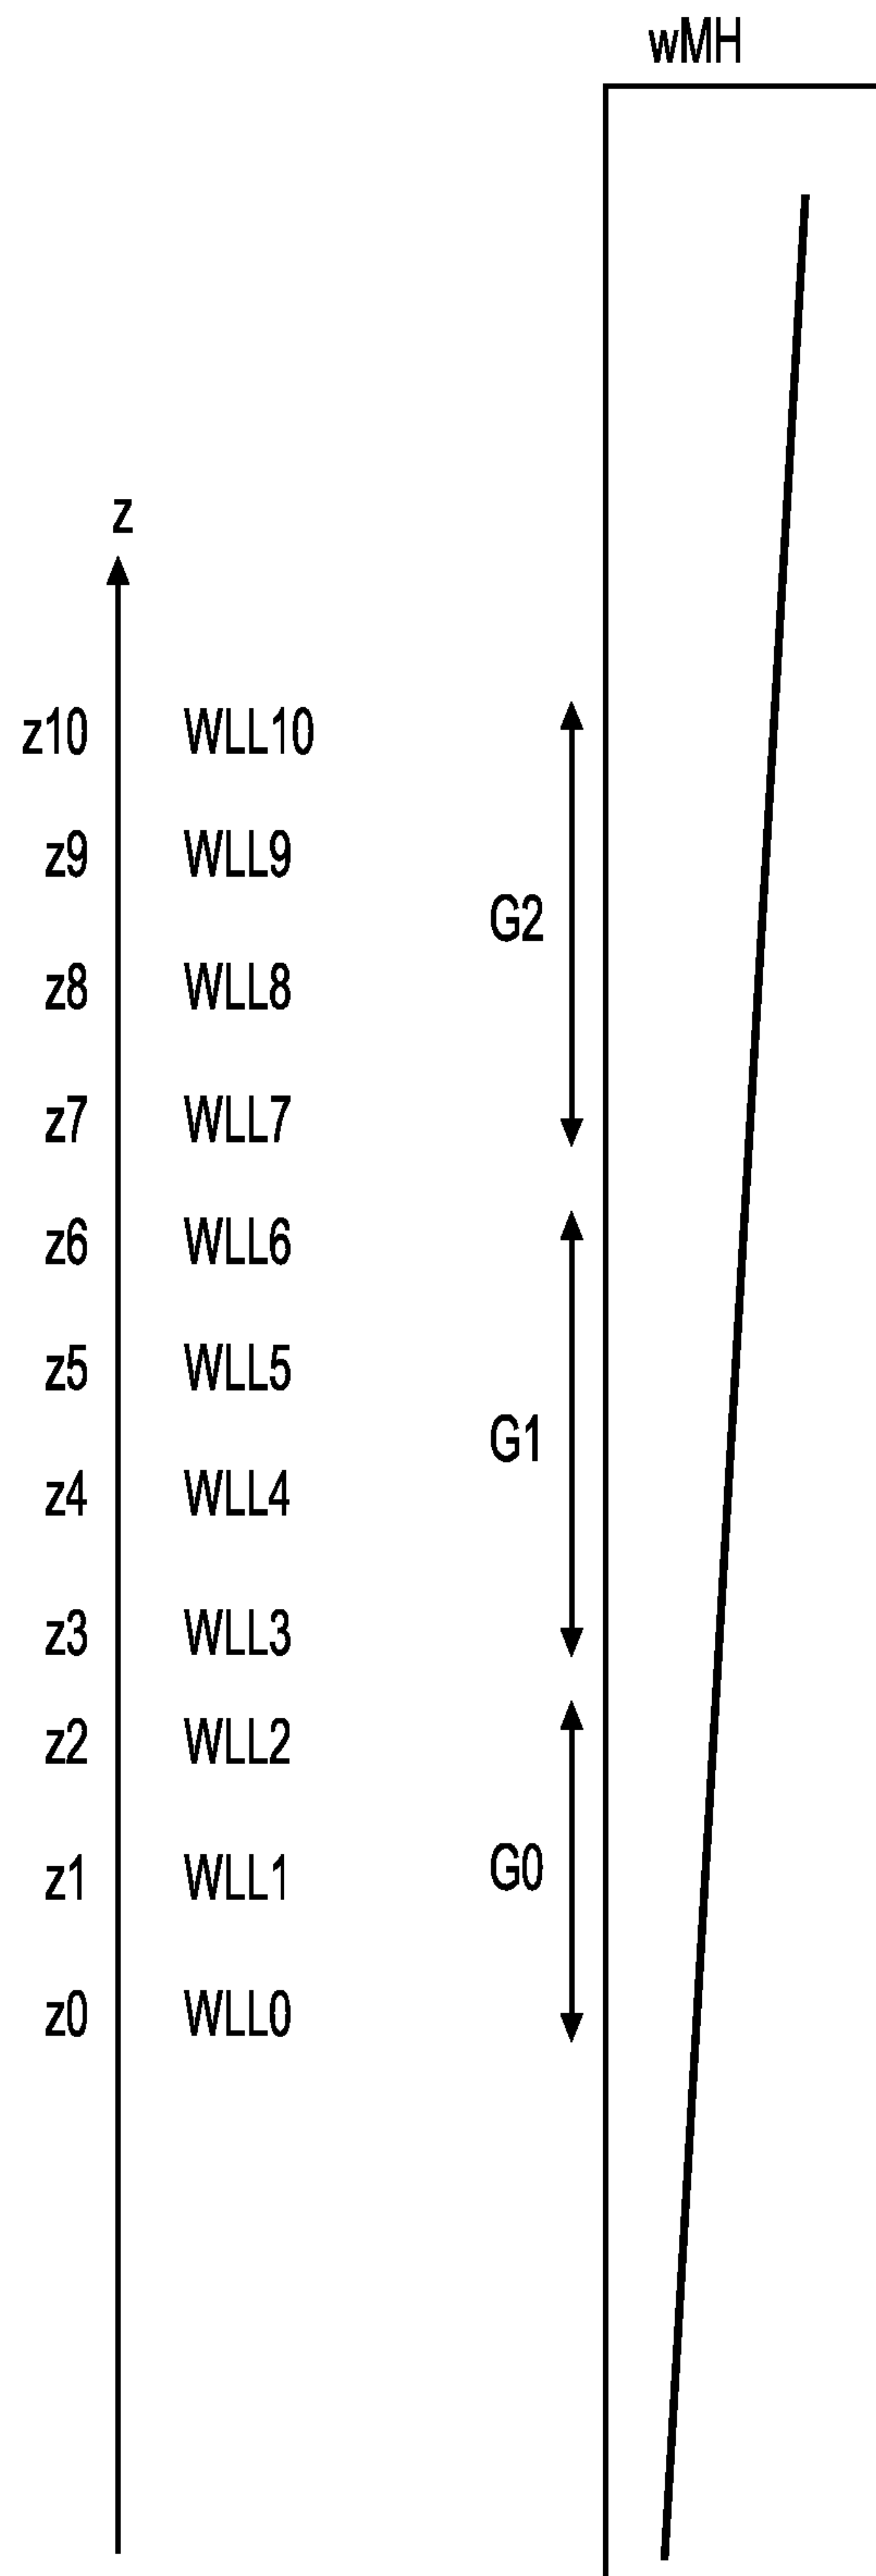 wMH
z
z10 WLL10
z9 WLL9
G2
z8 WLL8
z7 WLL7
z6 WLL6
z5 WLL5
G1
z4 WLL4
z3 WLL3
z2 WLL2
z1 WLL1 G0
z0 WLL0